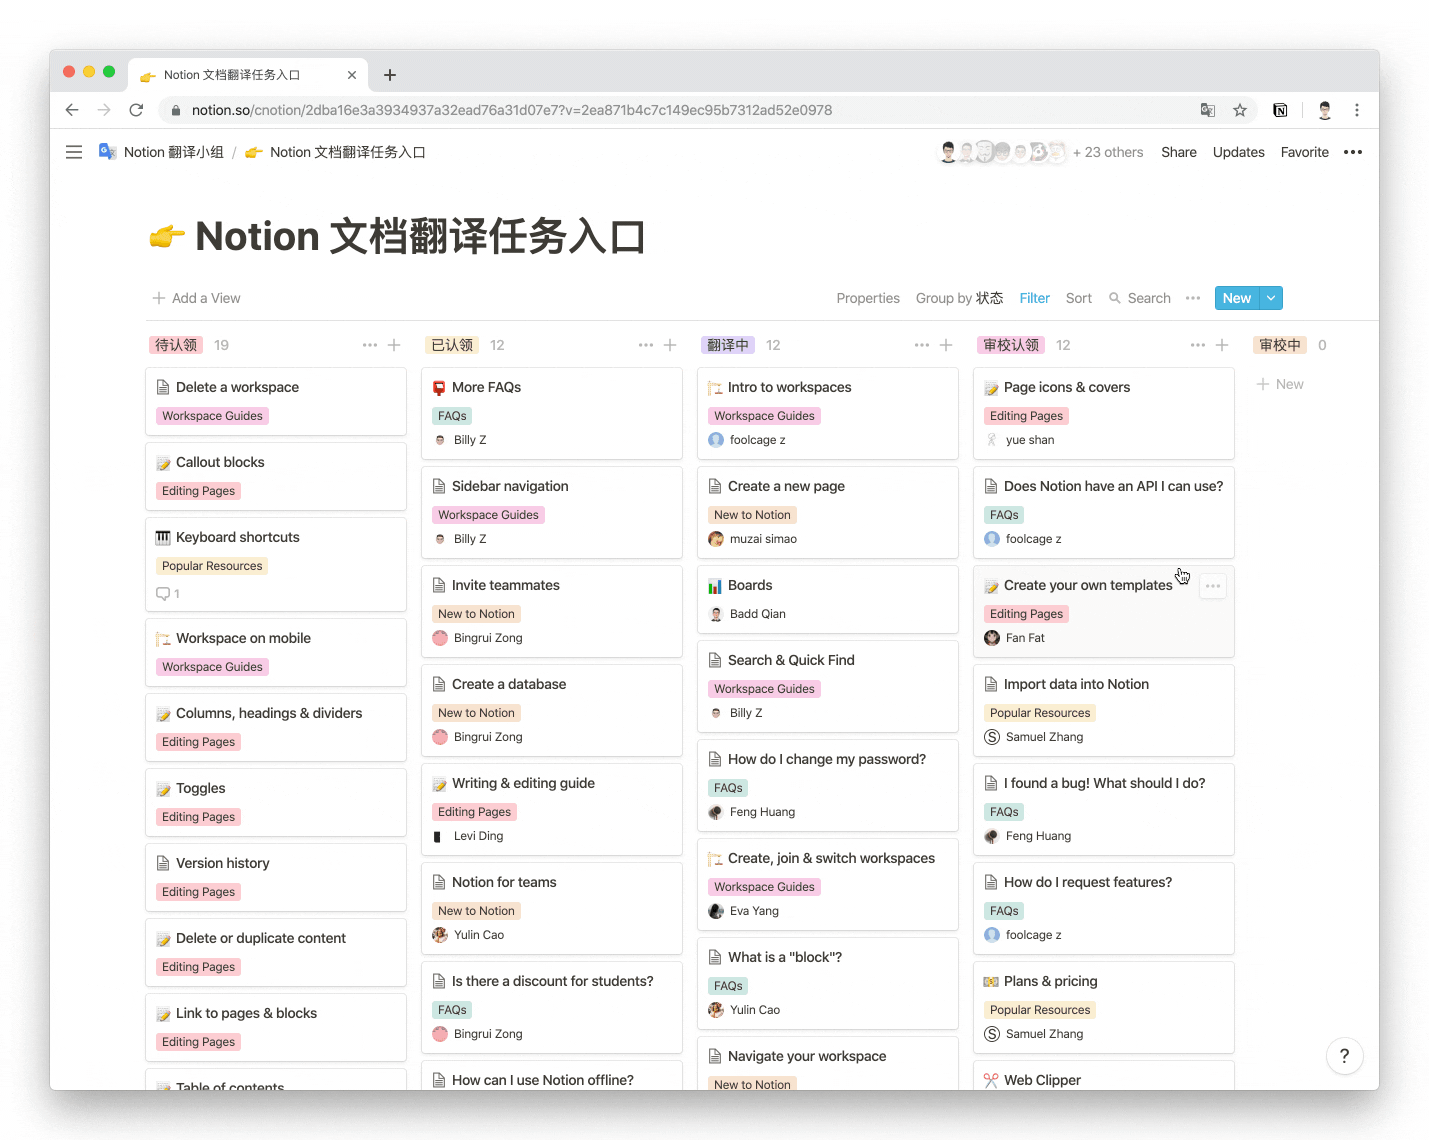 Notion 文档翻译任务入口
notion.so/cnotion/2dba16e3a3934937a32ead76a31d07e7?v=2ea871b4c7c149ec95b7312ad52e0978
Notion 翻译小组 / Notion 文档翻译任务入口
+ 23 others Share Updates Favorite
Notion 文档翻译任务入口
Add a View
Properties Group by 状态 Filter Sort Search New
待认领 19
Delete a workspace
Workspace Guides
Callout blocks
Editing Pages
Keyboard shortcuts
Popular Resources
1
Workspace on mobile
Workspace Guides
Columns, headings & dividers
Editing Pages
Toggles
Editing Pages
Version history
Editing Pages
Delete or duplicate content
Editing Pages
Link to pages & blocks
Editing Pages
Table of contents
已认领 12
More FAQs
FAQs
Billy Z
Sidebar navigation
Workspace Guides
Billy Z
Invite teammates
New to Notion
Bingrui Zong
Create a database
New to Notion
Bingrui Zong
Writing & editing guide
Editing Pages
Levi Ding
Notion for teams
New to Notion
Yulin Cao
Is there a discount for students?
FAQs
Bingrui Zong
How can I use Notion offline?
翻译中 12
Intro to workspaces
Workspace Guides
foolcage z
Create a new page
New to Notion
muzai simao
Boards
Badd Qian
Search & Quick Find
Workspace Guides
Billy Z
How do I change my password?
FAQs
Feng Huang
Create, join & switch workspaces
Workspace Guides
Eva Yang
What is a "block"?
FAQs
Yulin Cao
Navigate your workspace
New to Notion
审校认领 12
Page icons & covers
Editing Pages
yue shan
Does Notion have an API I can use?
FAQs
foolcage z
Create your own templates
Editing Pages
Fan Fat
Import data into Notion
Popular Resources
Samuel Zhang
I found a bug! What should I do?
FAQs
Feng Huang
How do I request features?
FAQs
foolcage z
Plans & pricing
Popular Resources
Samuel Zhang
Web Clipper
审校中 0
New
?